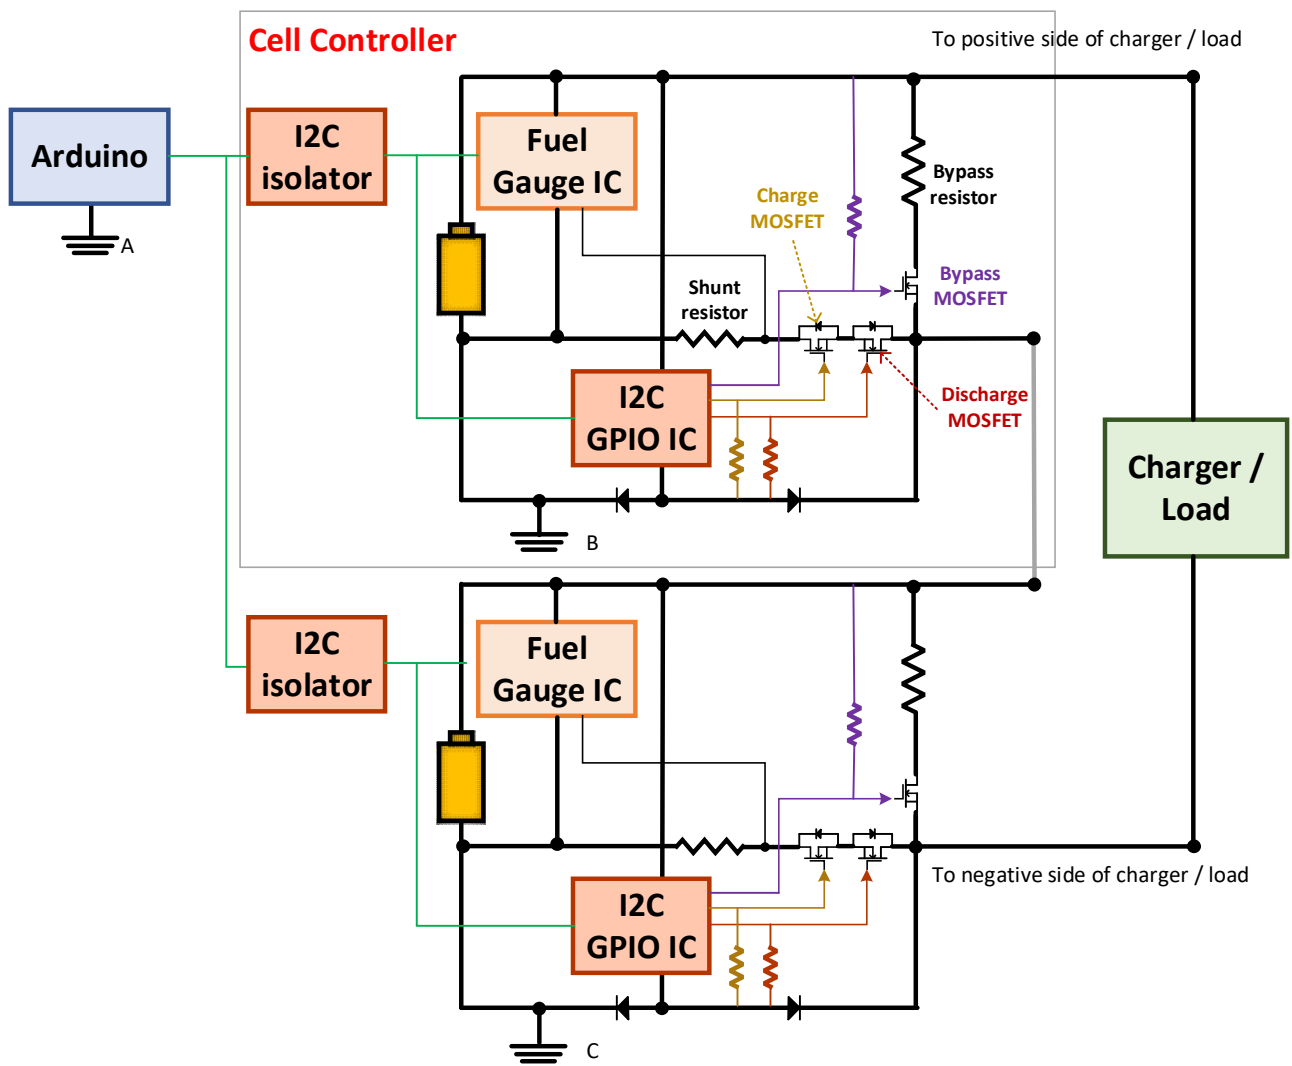 Cell Controller
To positive side of charger / load
Arduino
I2C
isolator
Fuel
Gauge IC
Bypass
resistor
Charge
MOSFET
A
Shunt
resistor
Bypass
MOSFET
I2C
GPIO IC
Discharge
MOSFET
Charger /
Load
B
I2C
isolator
Fuel
Gauge IC
To negative side of charger / load
I2C
GPIO IC
C